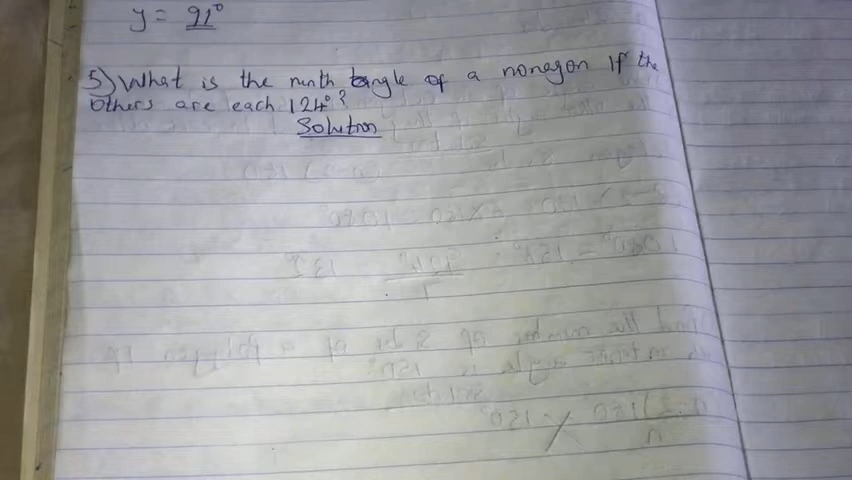 y = 91°
5) What is the ninth angle of a nonagon if the
others are each 124°?
Solution